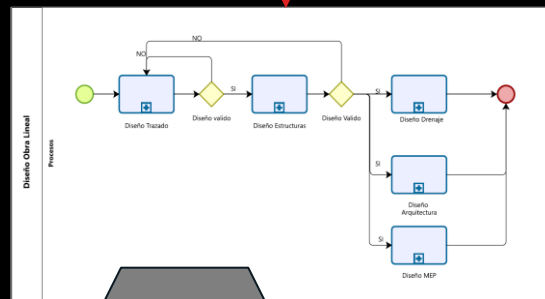 Diseño Obra Lineal
Procesos
NO
NO
SI
SI
Diseño Trazado
Diseño valido
Diseño Estructuras
Diseño Valido
Diseño Drenaje
SI
Diseño
Arquitectura
SI
Diseño MEP